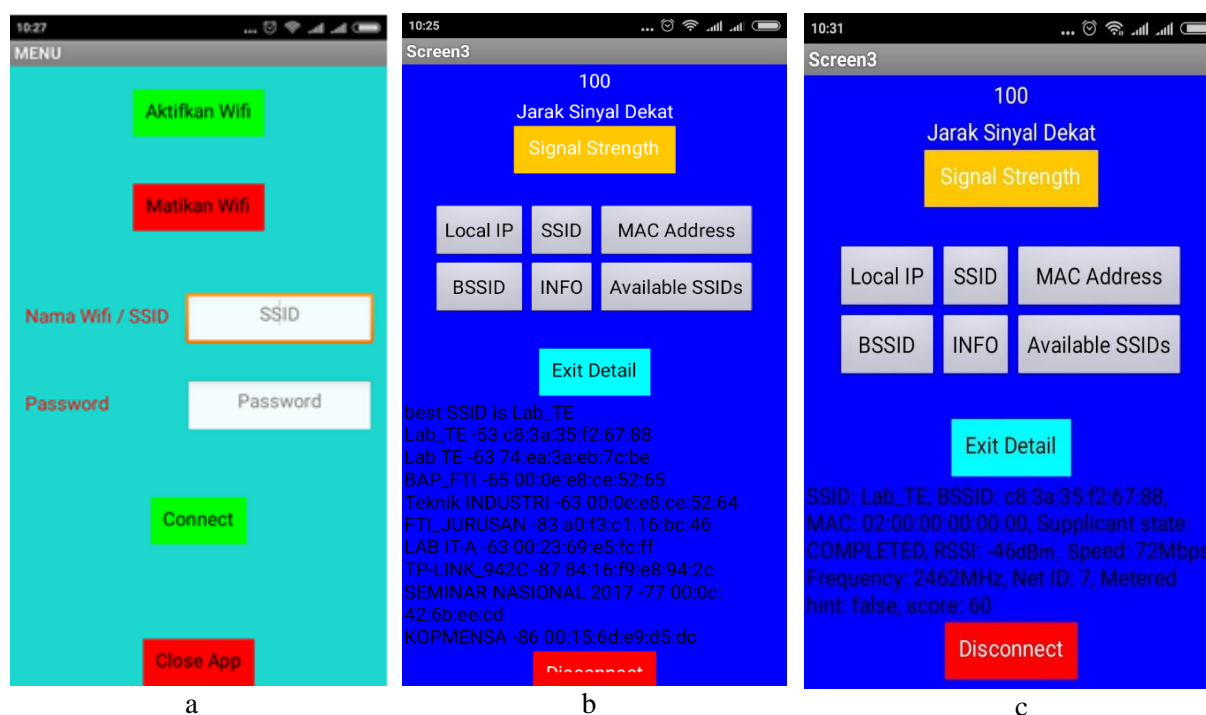 10:27
MENU
Aktifkan Wifi
Matikan Wifi
Nama Wifi / SSID
SSID
Password
Password
Connect
Close App
a
10:25
Screen3
100
Jarak Sinyal Dekat
Signal Strength
Local IP
SSID
MAC Address
BSSID
INFO
Available SSIDs
Exit Detail
best SSID is Lab_TE
Lab_TE -53 c8:3a:35:f2:67:88
Lab TE -63 74:ea:3a:eb:7c:be
BAP_FTI -65 00:0e:e8:ce:52:65
Teknik INDUSTRI -63 00:0e:e8:ce:52:64
FTI_JURUSAN -83 a0:f3:c1:16:bc:46
LAB IT-A -63 00:23:69:e5:fc:ff
TP-LINK_942C -87 84:16:f9:e8:94:2c
SEMINAR NASIONAL 2017 -77 00:0c:
42:6b:ee:cd
KOPMENSA -86 00:15:6d:e9:d5:dc
Disconnect
b
10:31
Screen3
100
Jarak Sinyal Dekat
Signal Strength
Local IP
SSID
MAC Address
BSSID
INFO
Available SSIDs
Exit Detail
SSID: Lab_TE, BSSID: c8:3a:35:f2:67:88,
MAC: 02:00:00:00:00:00, Supplicant state:
COMPLETED, RSSI: -46dBm, Speed: 72Mbps
Frequency: 2462MHz, Net ID: 7, Metered
hint: false, score: 60
Disconnect
c